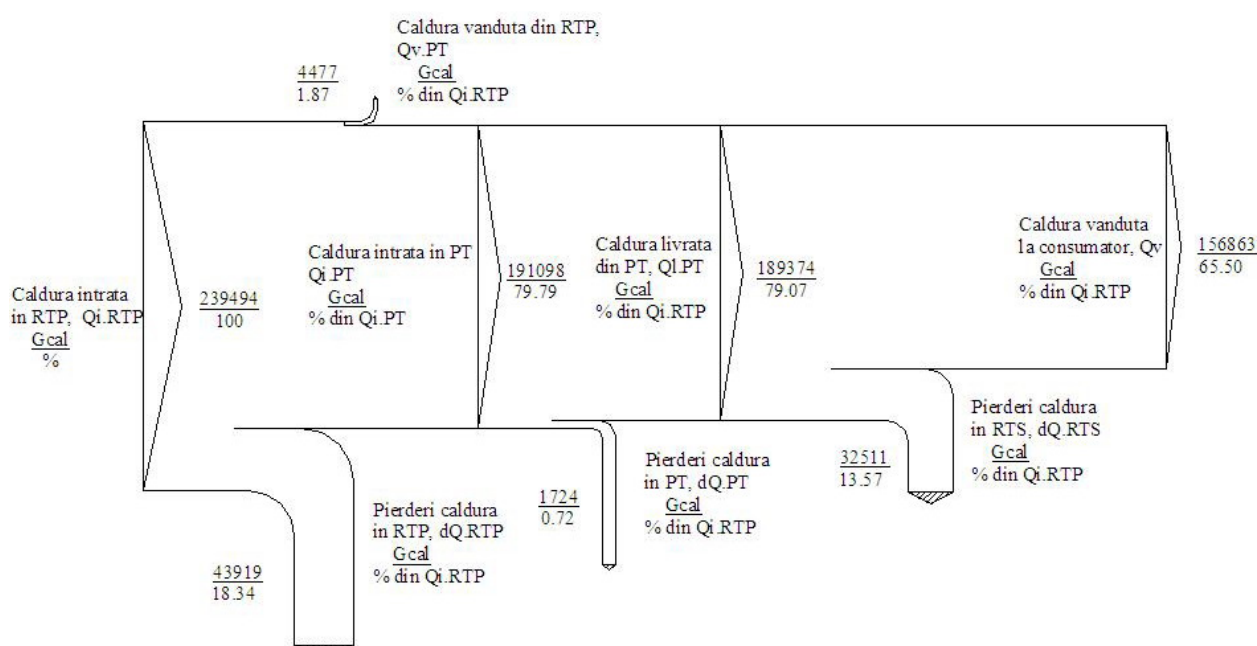 Caldura vanduta din RTP,
Qv.PT
Gcal
% din Qi.RTP
4477
1.87
Caldura intrata
in RTP, Qi.RTP
Gcal
%
239494
100
Caldura intrata in PT
Qi.PT
Gcal
% din Qi.PT
191098
79.79
Caldura livrata
din PT, Ql.PT
Gcal
% din Qi.RTP
189374
79.07
Caldura vanduta
la consumator, Qv
Gcal
% din Qi.RTP
156863
65.50
Pierderi caldura
in RTP, dQ.RTP
Gcal
% din Qi.RTP
43919
18.34
1724
0.72
Pierderi caldura
in PT, dQ.PT
Gcal
% din Qi.RTP
32511
13.57
Pierderi caldura
in RTS, dQ.RTS
Gcal
% din Qi.RTP